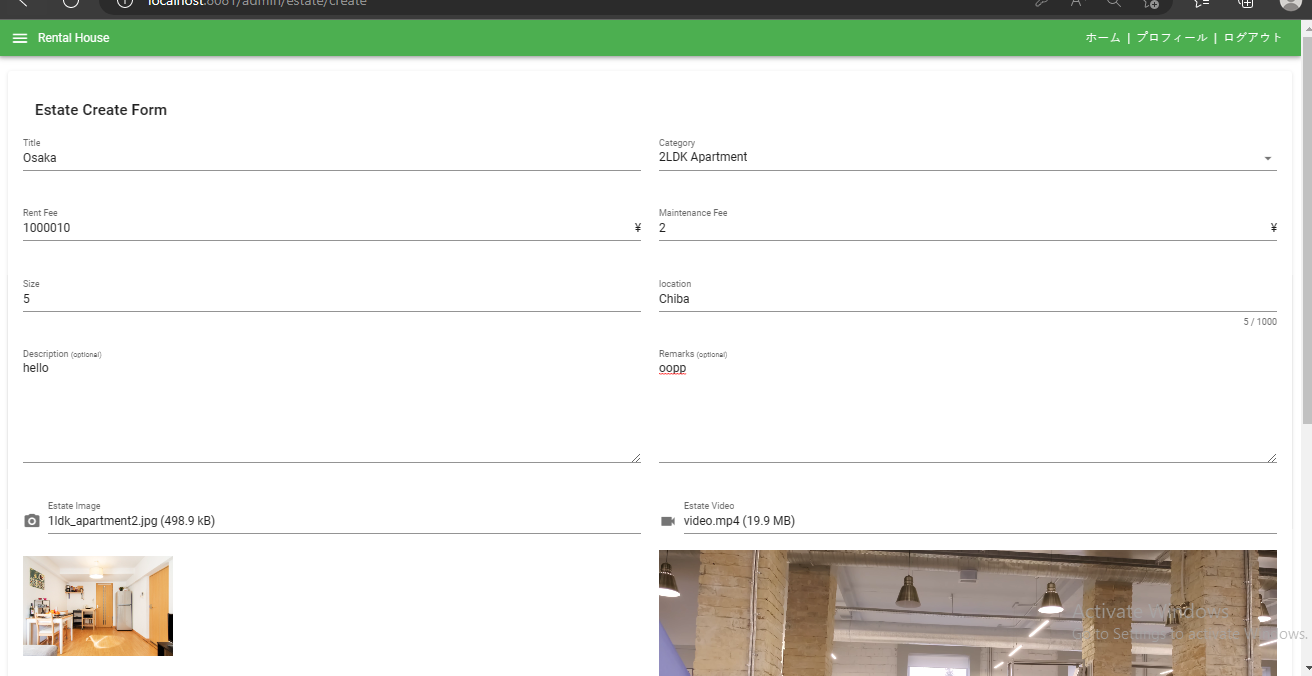 localhost:8081/admin/estate/create
Rental House
ホーム | プロフィール | ログアウト
Estate Create Form
Title
Osaka
Category
2LDK Apartment
Rent Fee
1000010 ¥
Maintenance Fee
2 ¥
Size
5
location
Chiba
5 / 1000
Description (optional)
hello
Remarks (optional)
oopp
Estate Image
1ldk_apartment2.jpg (498.9 kB)
Estate Video
video.mp4 (19.9 MB)
Activate Windows
Go to Settings to activate Windows.